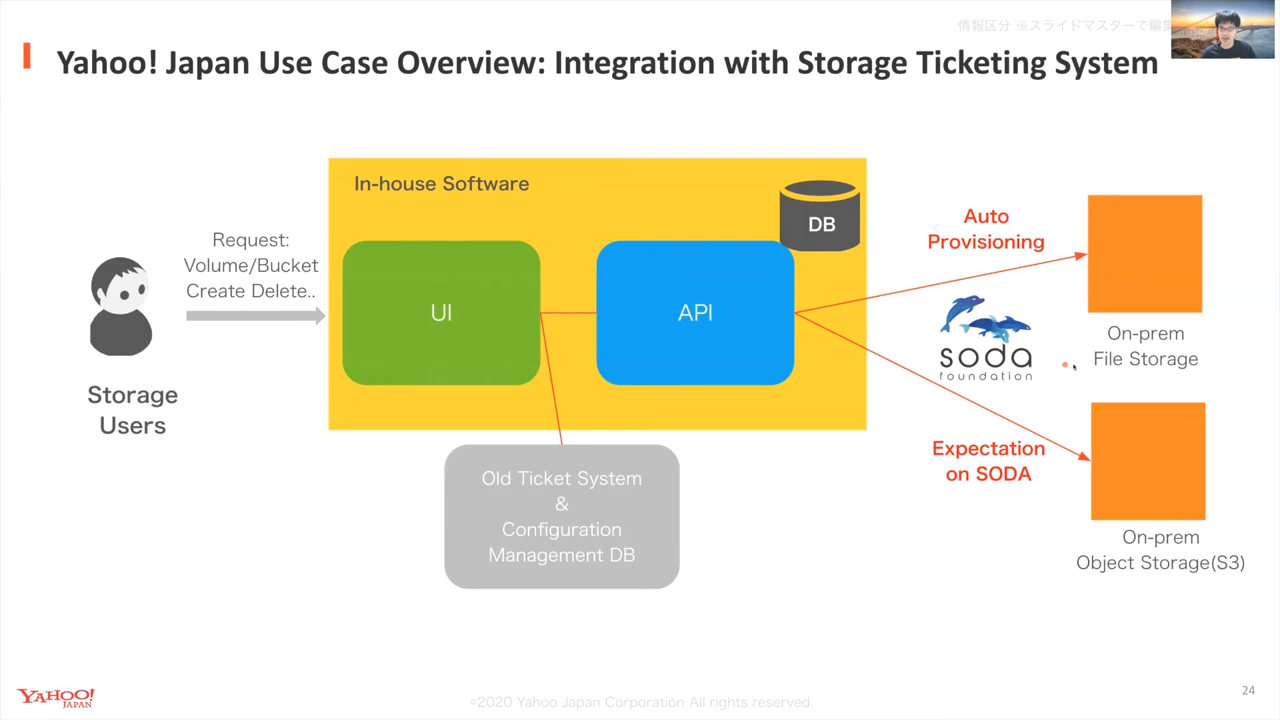 情報区分 ※スライドマスターで編集
Yahoo! Japan Use Case Overview: Integration with Storage Ticketing System
In-house Software
DB
Request:
Volume/Bucket
Create Delete..
UI
API
Storage
Users
Auto
Provisioning
soda
foundation
On-prem
File Storage
Expectation
on SODA
On-prem
Object Storage(S3)
Old Ticket System
&
Configuration
Management DB
YAHOO!
JAPAN
©2020 Yahoo Japan Corporation All rights reserved.
24